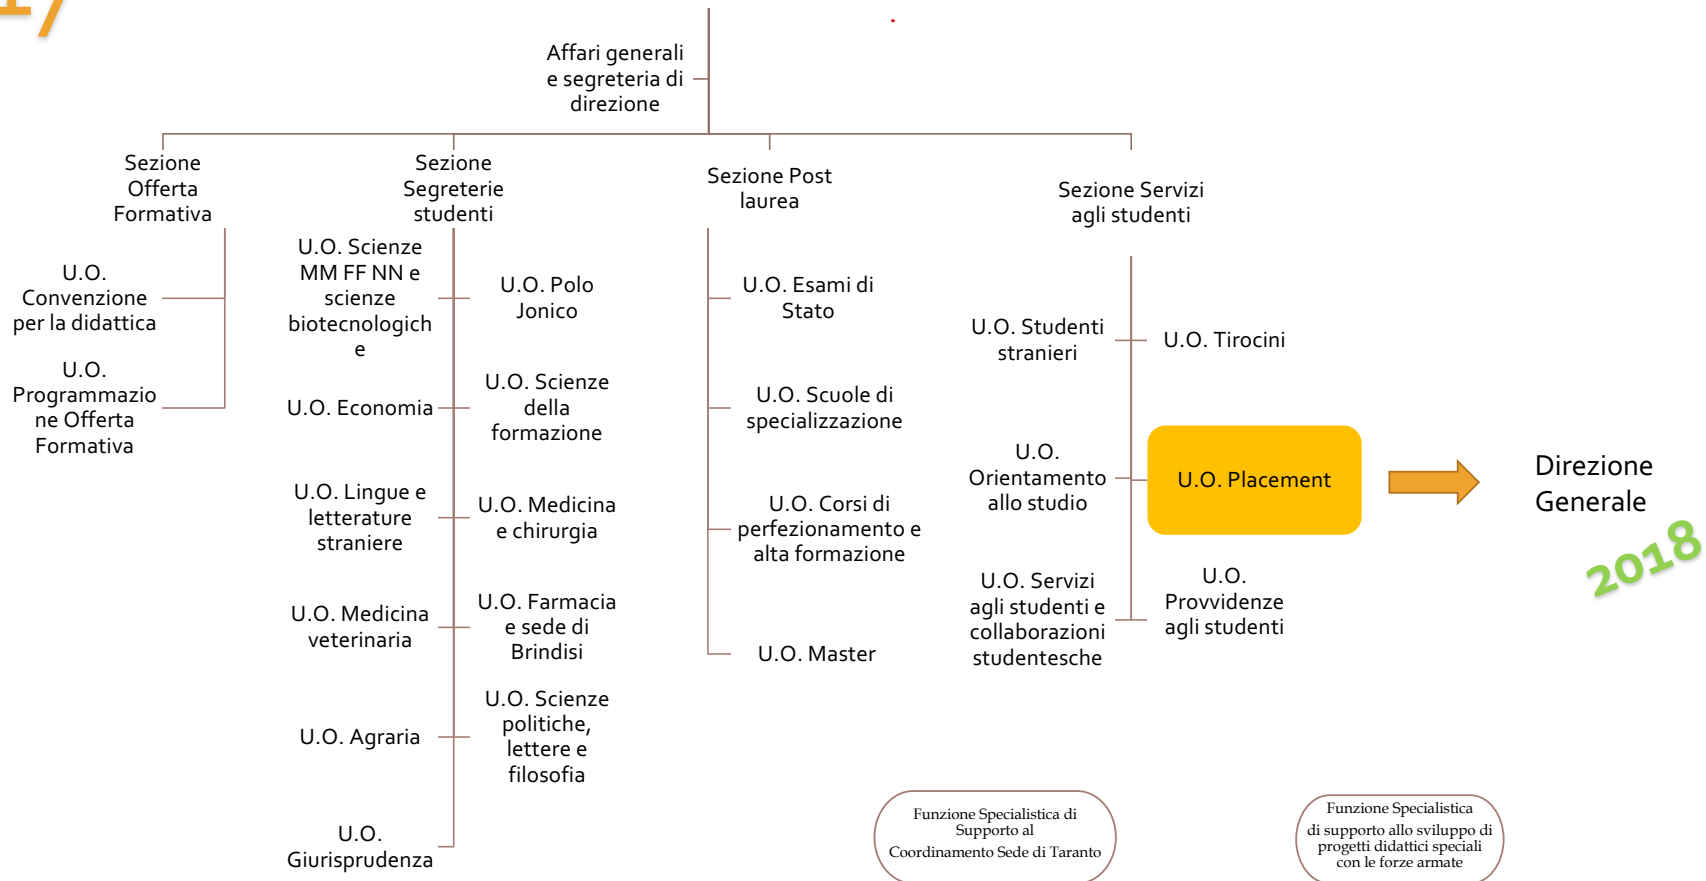 17
Affari generali
e segreteria di
direzione
Sezione
Offerta
Formativa
Sezione
Segreterie
studenti
Sezione Post
laurea
Sezione Servizi
agli studenti
U.O.
Convenzione
per la didattica
U.O.
Programmazio
ne Offerta
Formativa
U.O. Scienze
MM FF NN e
scienze
biotecnologich
e
U.O. Polo
Jonico
U.O. Economia
U.O. Scienze
della
formazione
U.O. Lingue e
letterature
straniere
U.O. Medicina
e chirurgia
U.O. Medicina
veterinaria
U.O. Farmacia
e sede di
Brindisi
U.O. Agraria
U.O. Scienze
politiche,
lettere e
filosofia
U.O.
Giurisprudenza
U.O. Esami di
Stato
U.O. Scuole di
specializzazione
U.O. Corsi di
perfezionamento e
alta formazione
U.O. Master
U.O. Studenti
stranieri
U.O. Tirocini
U.O.
Orientamento
allo studio
U.O. Placement
U.O. Servizi
agli studenti e
collaborazioni
studentesche
U.O.
Provvidenze
agli studenti
Direzione
Generale
2018
Funzione Specialistica di
Supporto al
Coordinamento Sede di Taranto
Funzione Specialistica
di supporto allo sviluppo di
progetti didattici speciali
con le forze armate